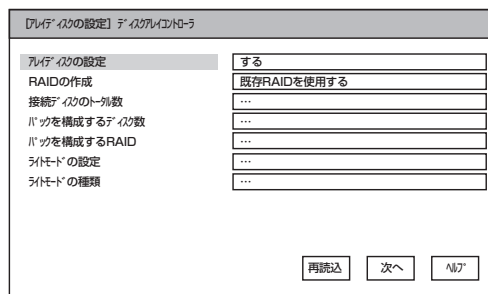 [ｱﾚｲﾃﾞｨｽｸの設定] ﾃﾞｨｽｸｱﾚｲｺﾝﾄﾛｰﾗ
ｱﾚｲﾃﾞｨｽｸの設定 する
RAIDの作成 既存RAIDを使用する
接続ﾃﾞｨｽｸのﾄｰﾀﾙ数 …
ﾊﾟｯｸを構成するﾃﾞｨｽｸ数 …
ﾊﾟｯｸを構成するRAID …
ﾗｲﾄﾓｰﾄﾞの設定 …
ﾗｲﾄﾓｰﾄﾞの種類 …
再読込 次へ ﾍﾙﾌﾟ